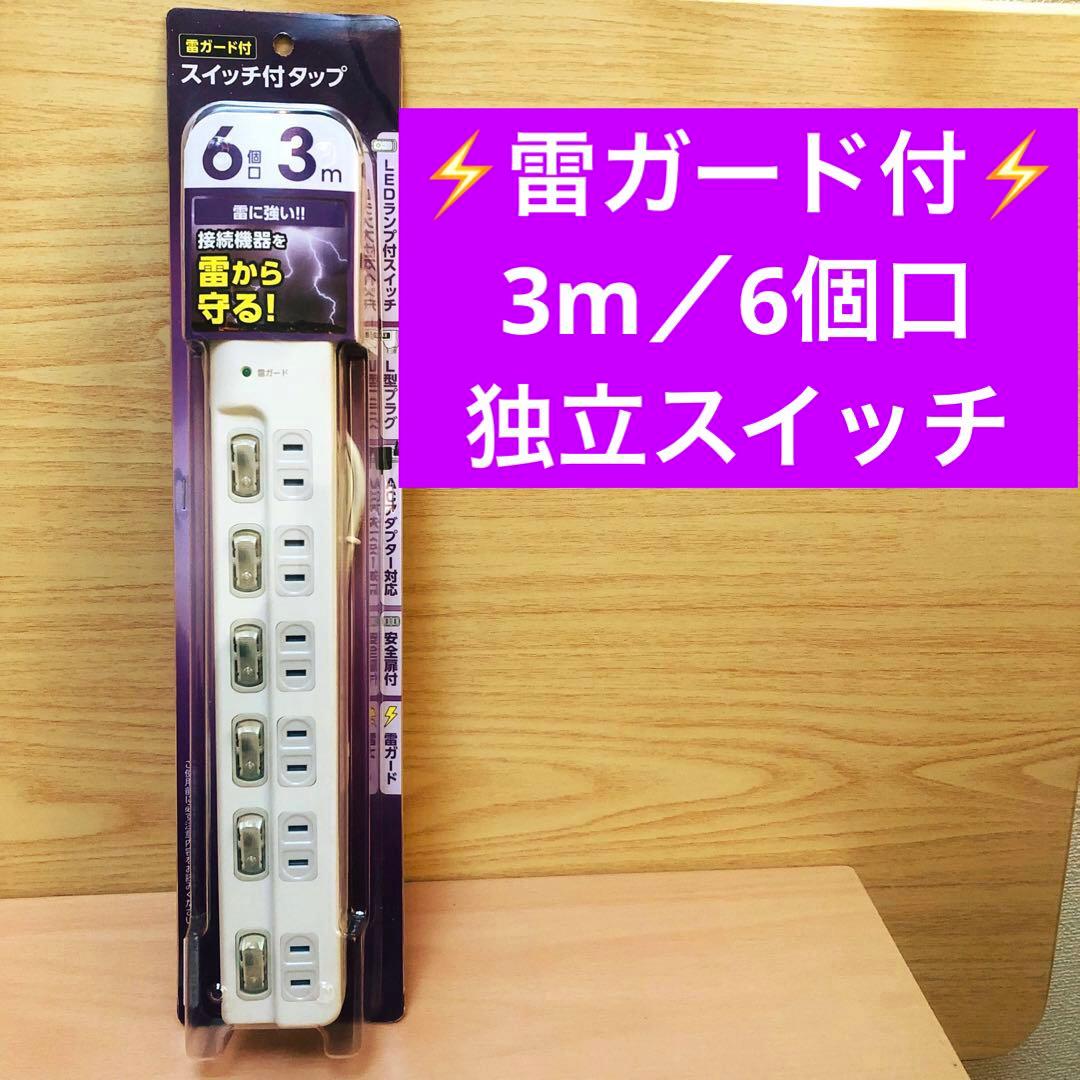 雷ガード付
スイッチ付タップ
6個口 3m
雷に強い!!
接続機器を
雷から
守る!
雷ガード
LEDランプ付スイッチ
L型プラグ
ACアダプター対応
安全扉付
雷ガード
⚡雷ガード付⚡
3m／6個口
独立スイッチ